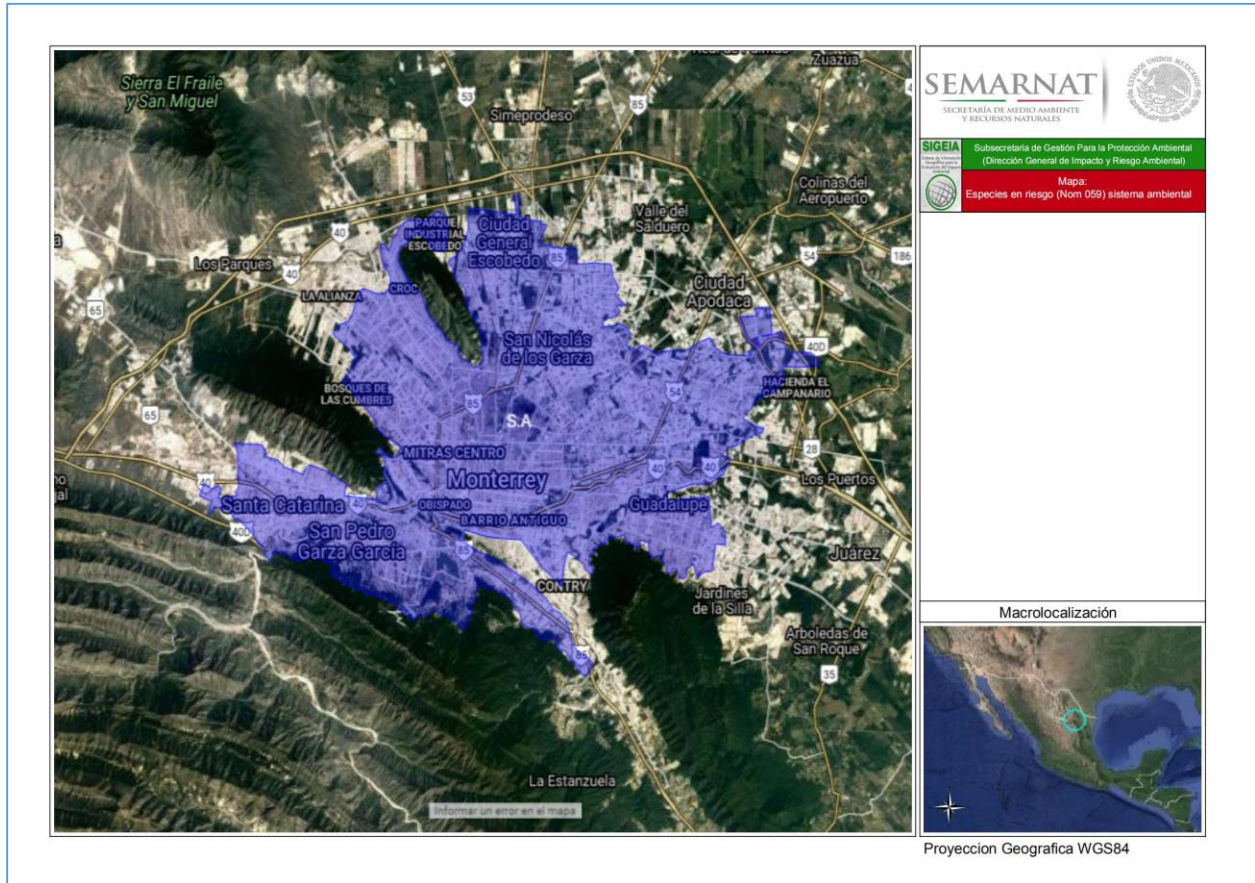 Sierra El Fraile
y San Miguel
53
85
Zuazua
Simeprodeso
Colinas del
Aeropuerto
40
PARQUE
INDUSTRIAL
ESCOBEDO
Ciudad
General
Escobedo
Valle del
Salduero
Los Parques
40
85
54
186
LA ALIANZA
CROC
Ciudad
Apodaca
65
San Nicolás
de los Garza
40D
BOSQUES DE
LAS CUMBRES
HACIENDA EL
CAMPANARIO
65
85
54
S.A
28
MITRAS CENTRO
40
40
Monterrey
Los Puertos
40
40
Santa Catarina
OBISPADO
Guadalupe
BARRIO ANTIGUO
40D
San Pedro
Garza García
85
Juárez
CONTRY
Jardines
de la Silla
Arboledas de
San Roque
85
35
La Estanzuela
Informar un error en el mapa
SEMARNAT
SECRETARÍA DE MEDIO AMBIENTE
Y RECURSOS NATURALES
ESTADOS UNIDOS MEXICANOS
SIGEIA
Subsecretaria de Gestión Para la Protección Ambiental
(Dirección General de Impacto y Riesgo Ambiental)
Mapa:
Especies en riesgo (Nom 059) sistema ambiental
Macrolocalización
Proyeccion Geografica WGS84